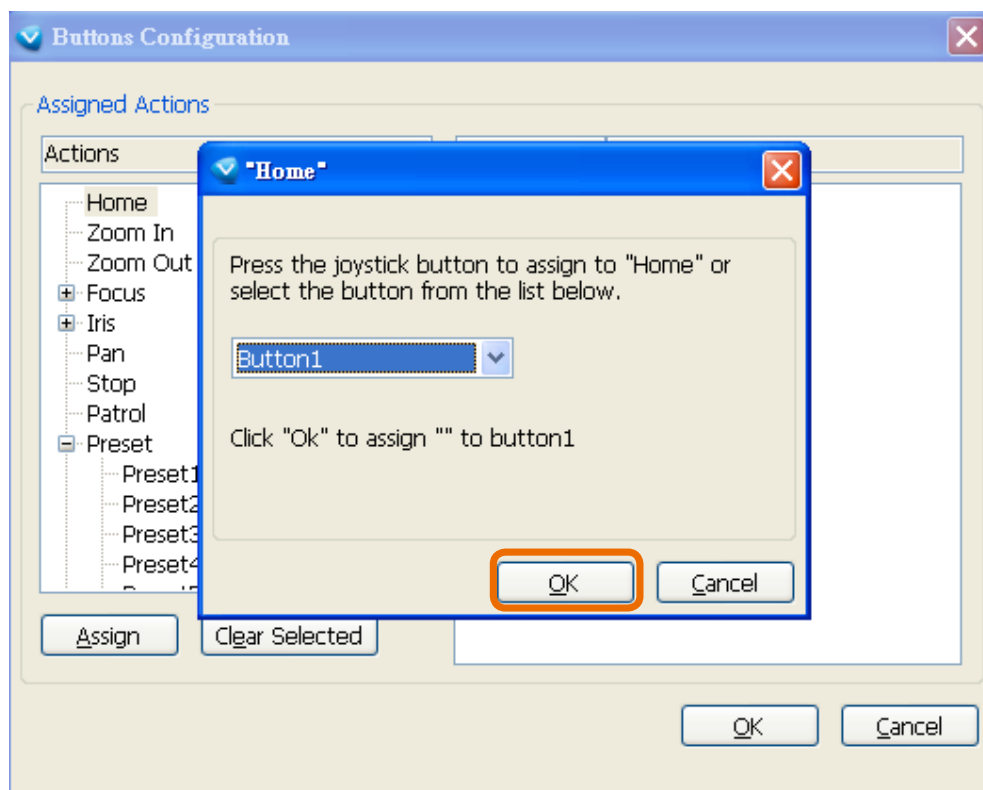 Buttons Configuration
Assigned Actions
Actions
"Home"
Home
Zoom In
Zoom Out
Focus
Iris
Pan
Stop
Patrol
Preset
Preset1
Preset2
Preset3
Preset4
Press the joystick button to assign to "Home" or
select the button from the list below.
Button1
Click "Ok" to assign "" to button1
OK
Cancel
Assign
Clear Selected
OK
Cancel